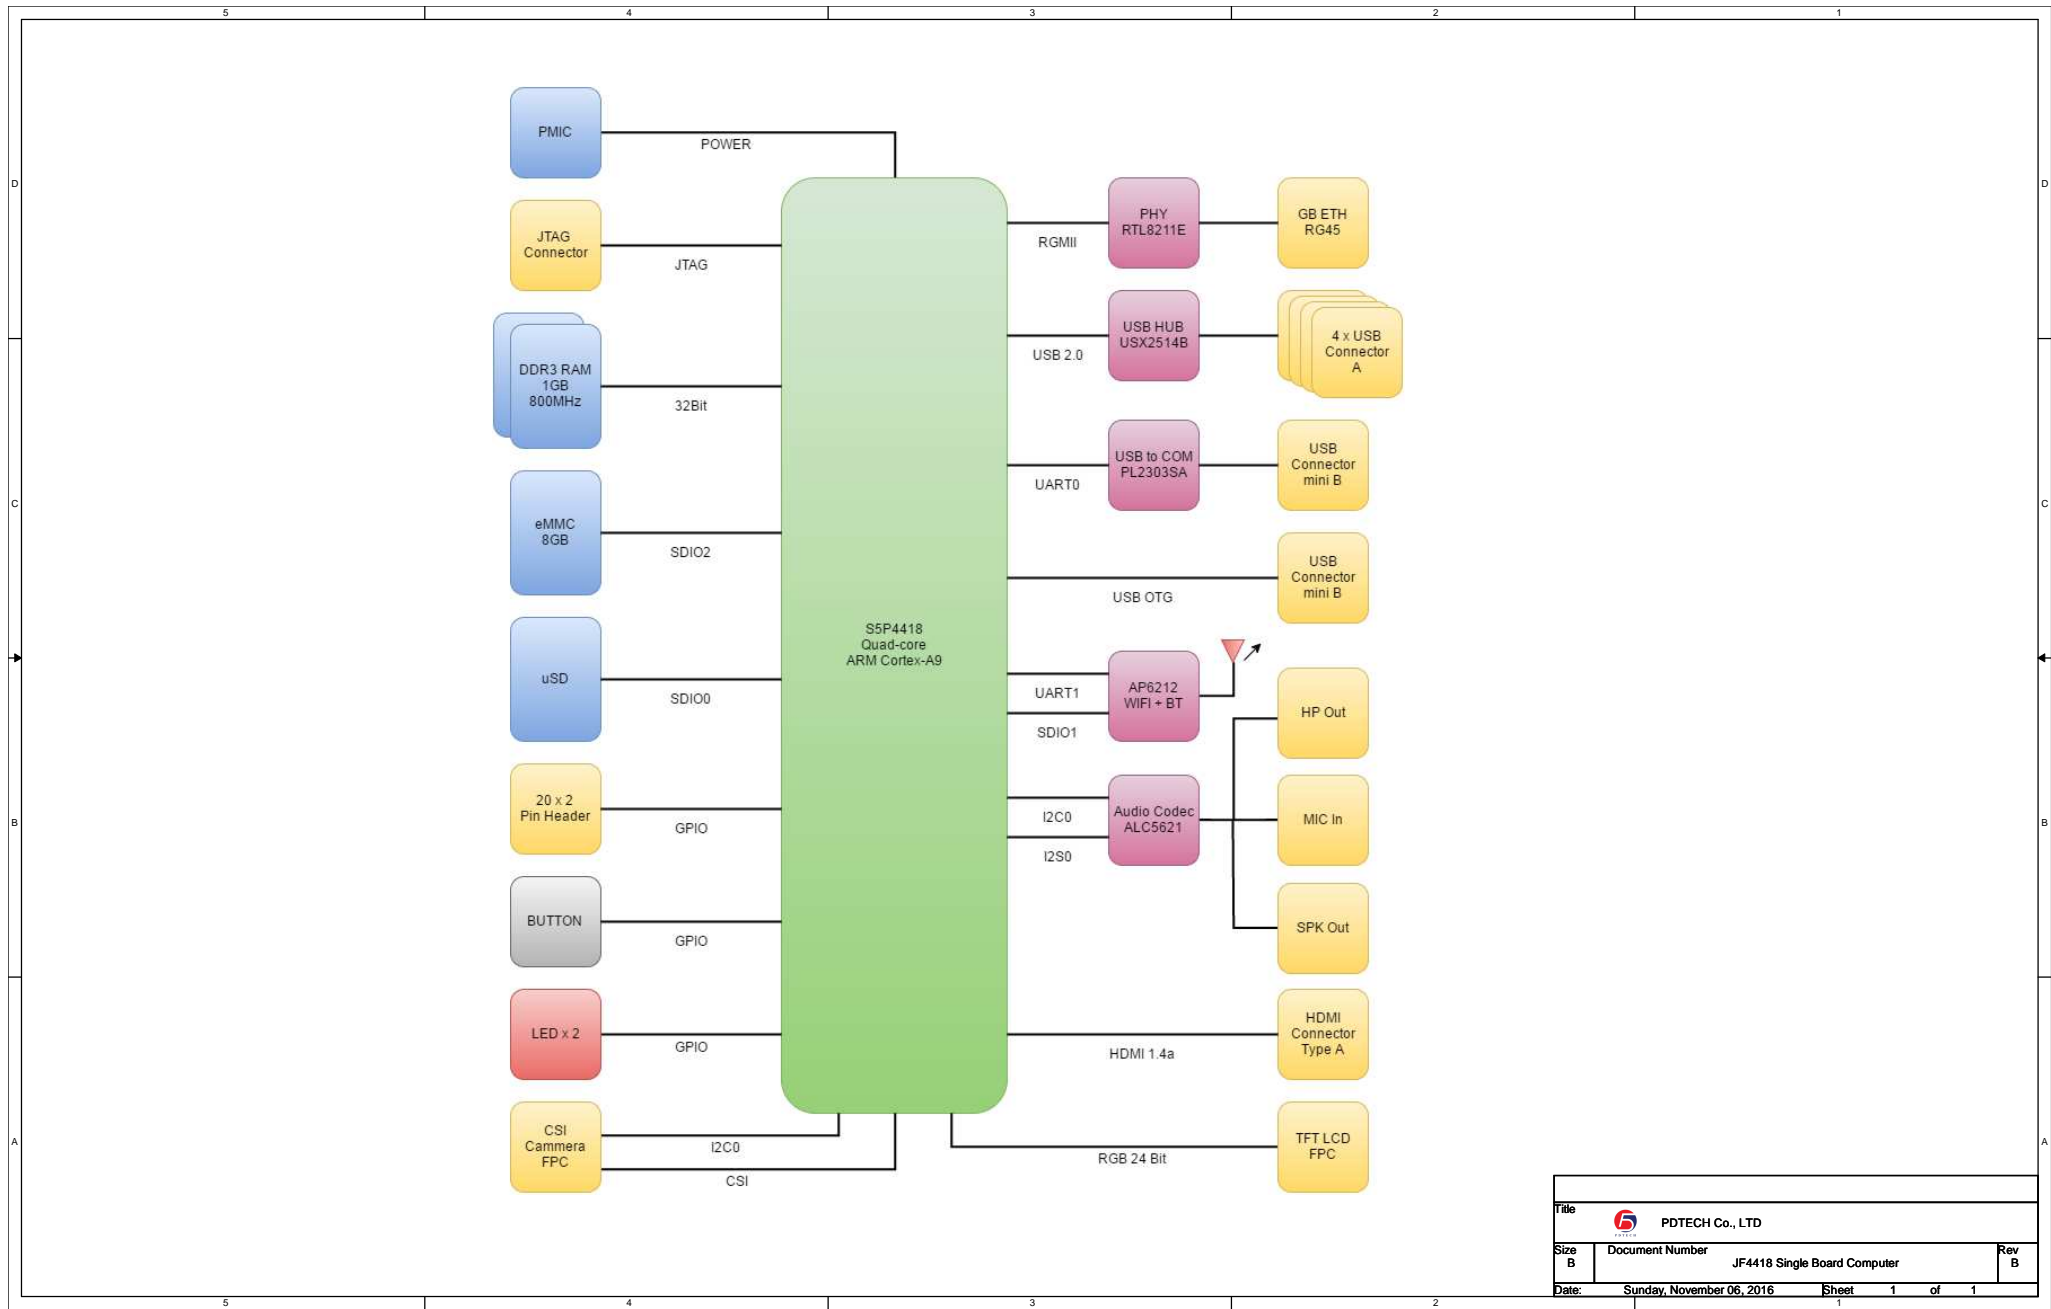 5 4 3 2 1
D
D
C
C
B
B
A
A
PMIC
POWER
JTAG
Connector
JTAG
DDR3 RAM
1GB
800MHz
32Bit
eMMC
8GB
SDIO2
uSD
SDIO0
20 x 2
Pin Header
GPIO
BUTTON
GPIO
LED x 2
GPIO
CSI
Cammera
FPC
I2C0
CSI
S5P4418
Quad-core
ARM Cortex-A9
RGMII
PHY
RTL8211E
GB ETH
RG45
USB 2.0
USB HUB
USX2514B
4 x USB
Connector
A
UART0
USB to COM
PL2303SA
USB
Connector
mini B
USB OTG
USB
Connector
mini B
UART1
SDIO1
AP6212
WIFI + BT
I2C0
I2S0
Audio Codec
ALC5621
HP Out
MIC In
SPK Out
HDMI 1.4a
HDMI
Connector
Type A
RGB 24 Bit
TFT LCD
FPC
Title
PDTECH
PDTECH Co., LTD
Size Document Number Rev
B JF4418 Single Board Computer B
Date: Sunday, November 06, 2016 Sheet 1 of 1
5 4 3 2 1